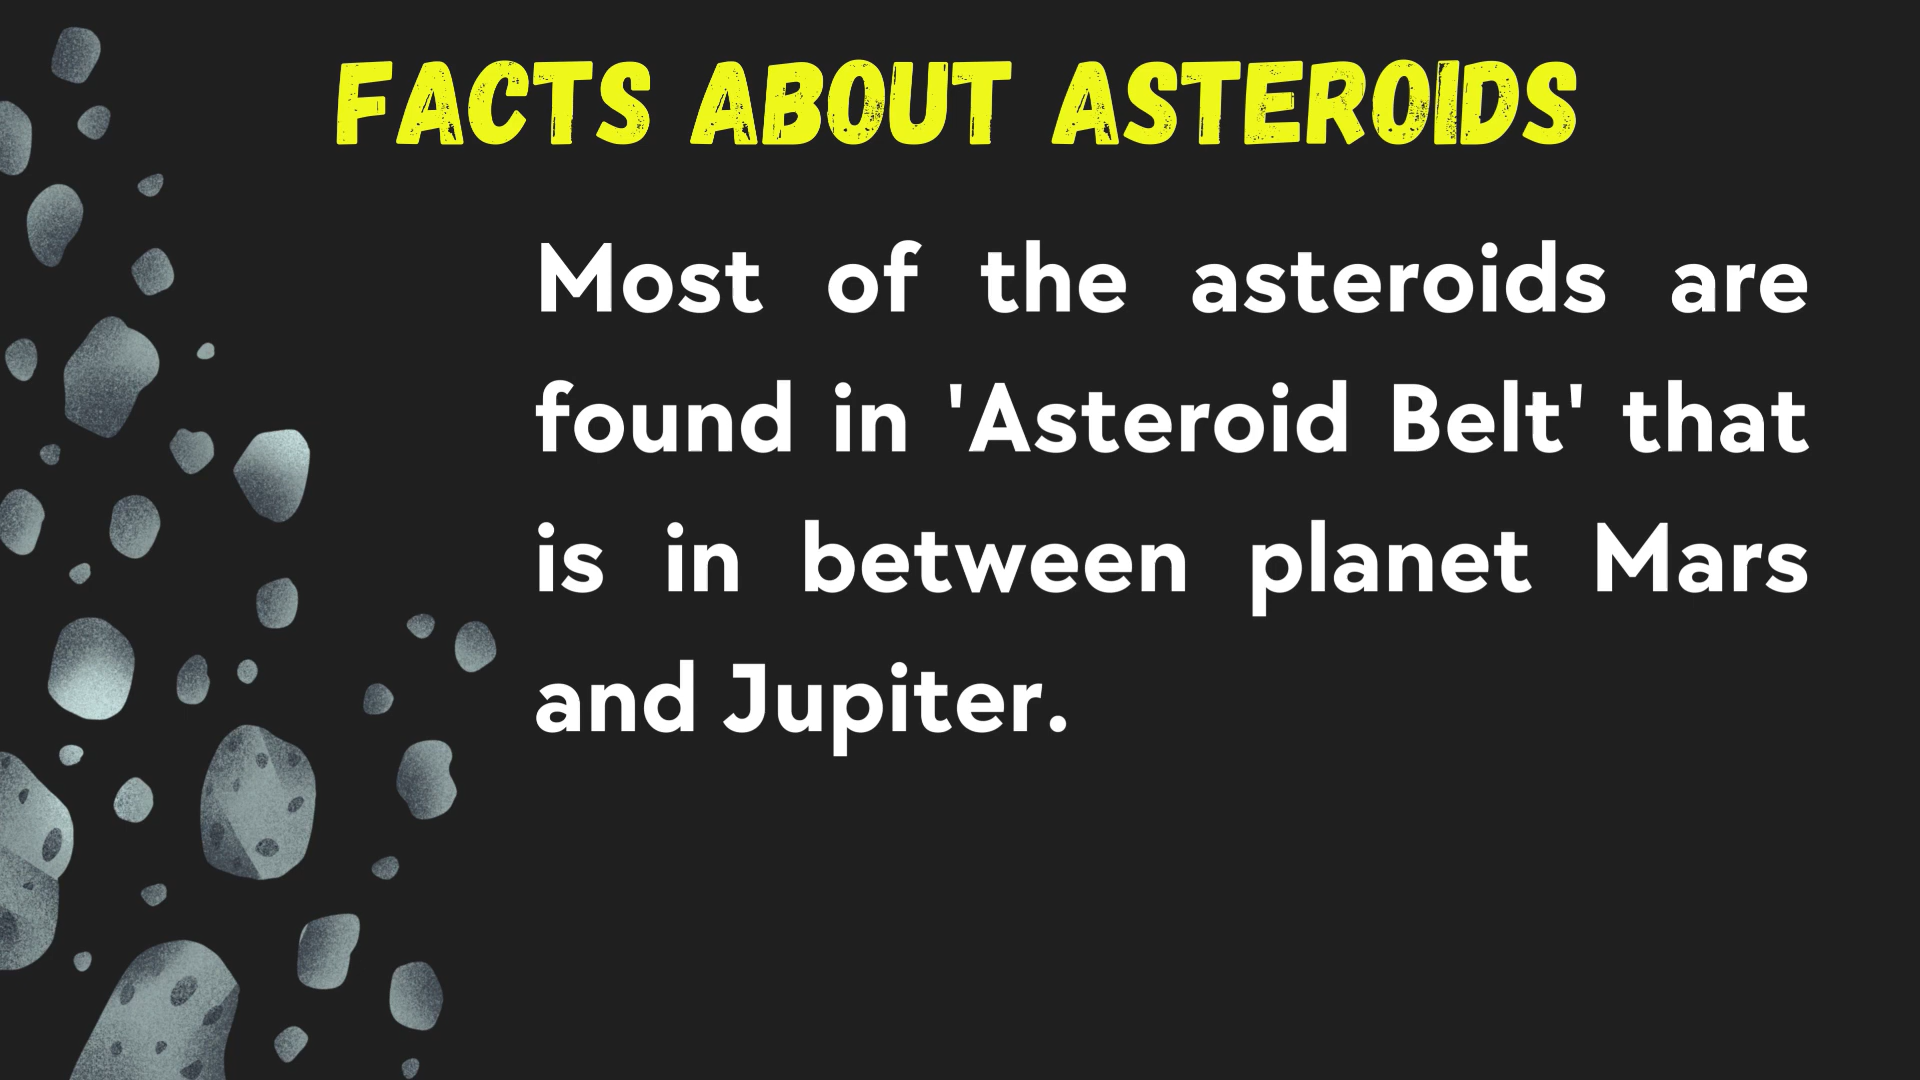 FACTS ABOUT ASTEROIDS
Most of the asteroids are
found in 'Asteroid Belt' that
is in between planet Mars
and Jupiter.